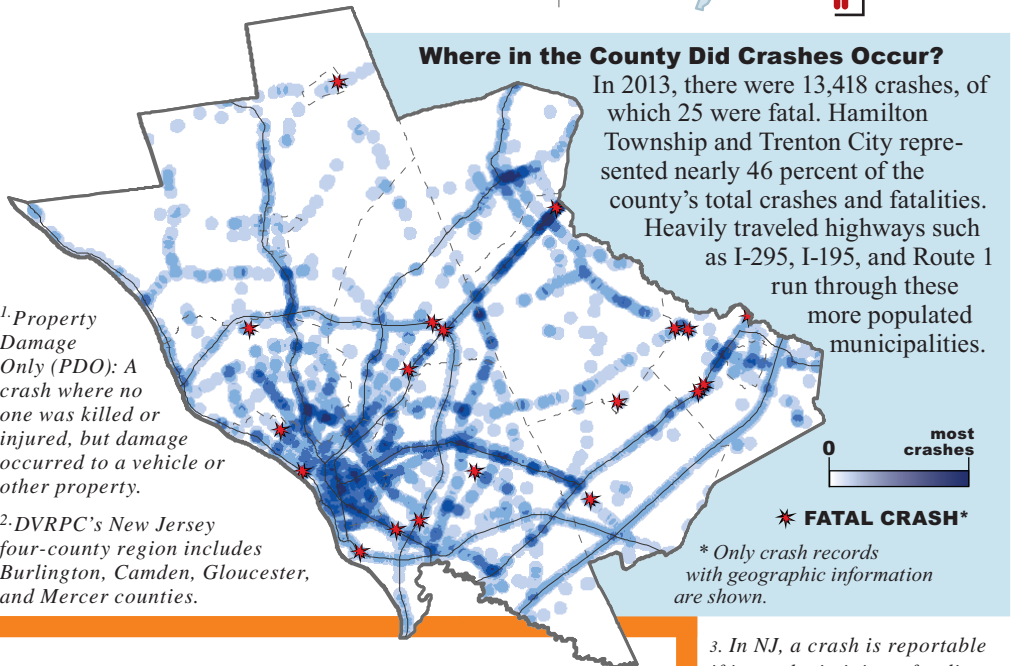 Where in the County Did Crashes Occur?
In 2013, there were 13,418 crashes, of
which 25 were fatal. Hamilton
Township and Trenton City repre-
sented nearly 46 percent of the
county's total crashes and fatalities.
Heavily traveled highways such
as I-295, I-195, and Route 1
run through these
more populated
municipalities.
1. Property
Damage
Only (PDO): A
crash where no
one was killed or
injured, but damage
occurred to a vehicle or
other property.
2. DVRPC's New Jersey
four-county region includes
Burlington, Camden, Gloucester,
and Mercer counties.
0 most
crashes
FATAL CRASH*
* Only crash records
with geographic information
are shown.
3. In NJ, a crash is reportable